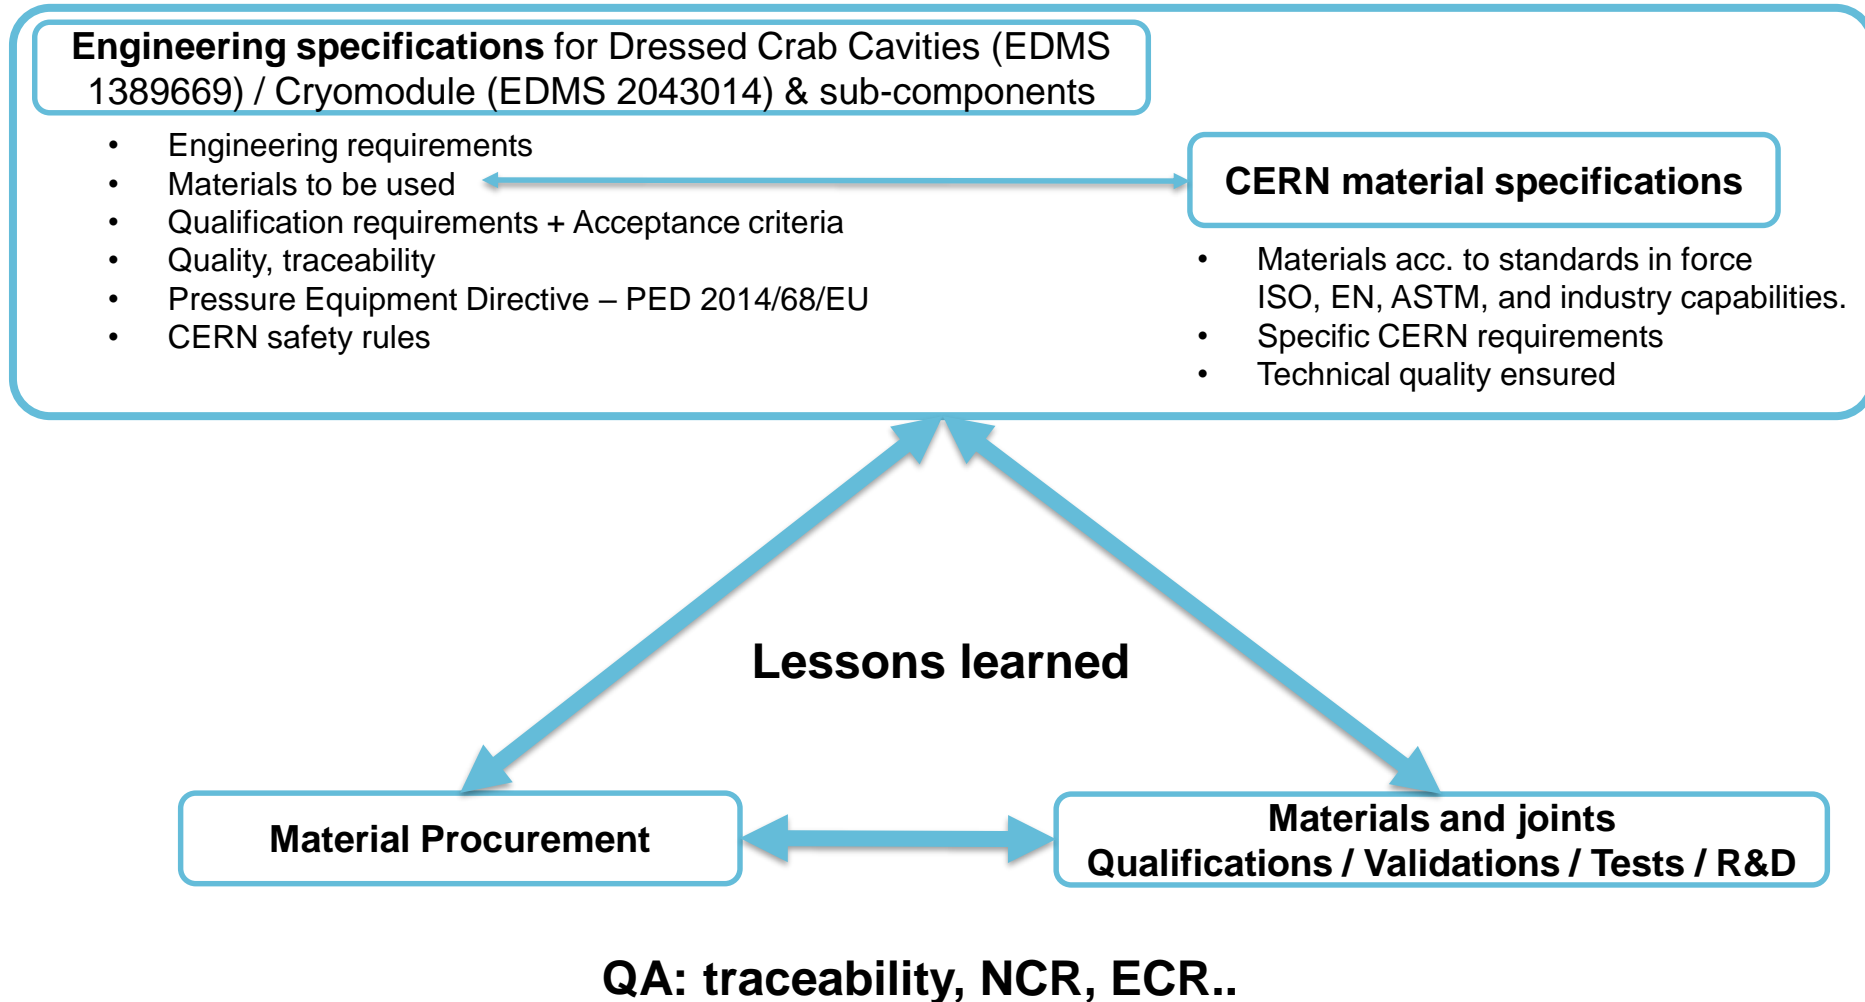 Engineering specifications for Dressed Crab Cavities (EDMS
1389669) / Cryomodule (EDMS 2043014) & sub-components
• Engineering requirements
• Materials to be used
• Qualification requirements + Acceptance criteria
• Quality, traceability
• Pressure Equipment Directive – PED 2014/68/EU
• CERN safety rules
CERN material specifications
• Materials acc. to standards in force
ISO, EN, ASTM, and industry capabilities.
• Specific CERN requirements
• Technical quality ensured
Lessons learned
Material Procurement
Materials and joints
Qualifications / Validations / Tests / R&D
QA: traceability, NCR, ECR..